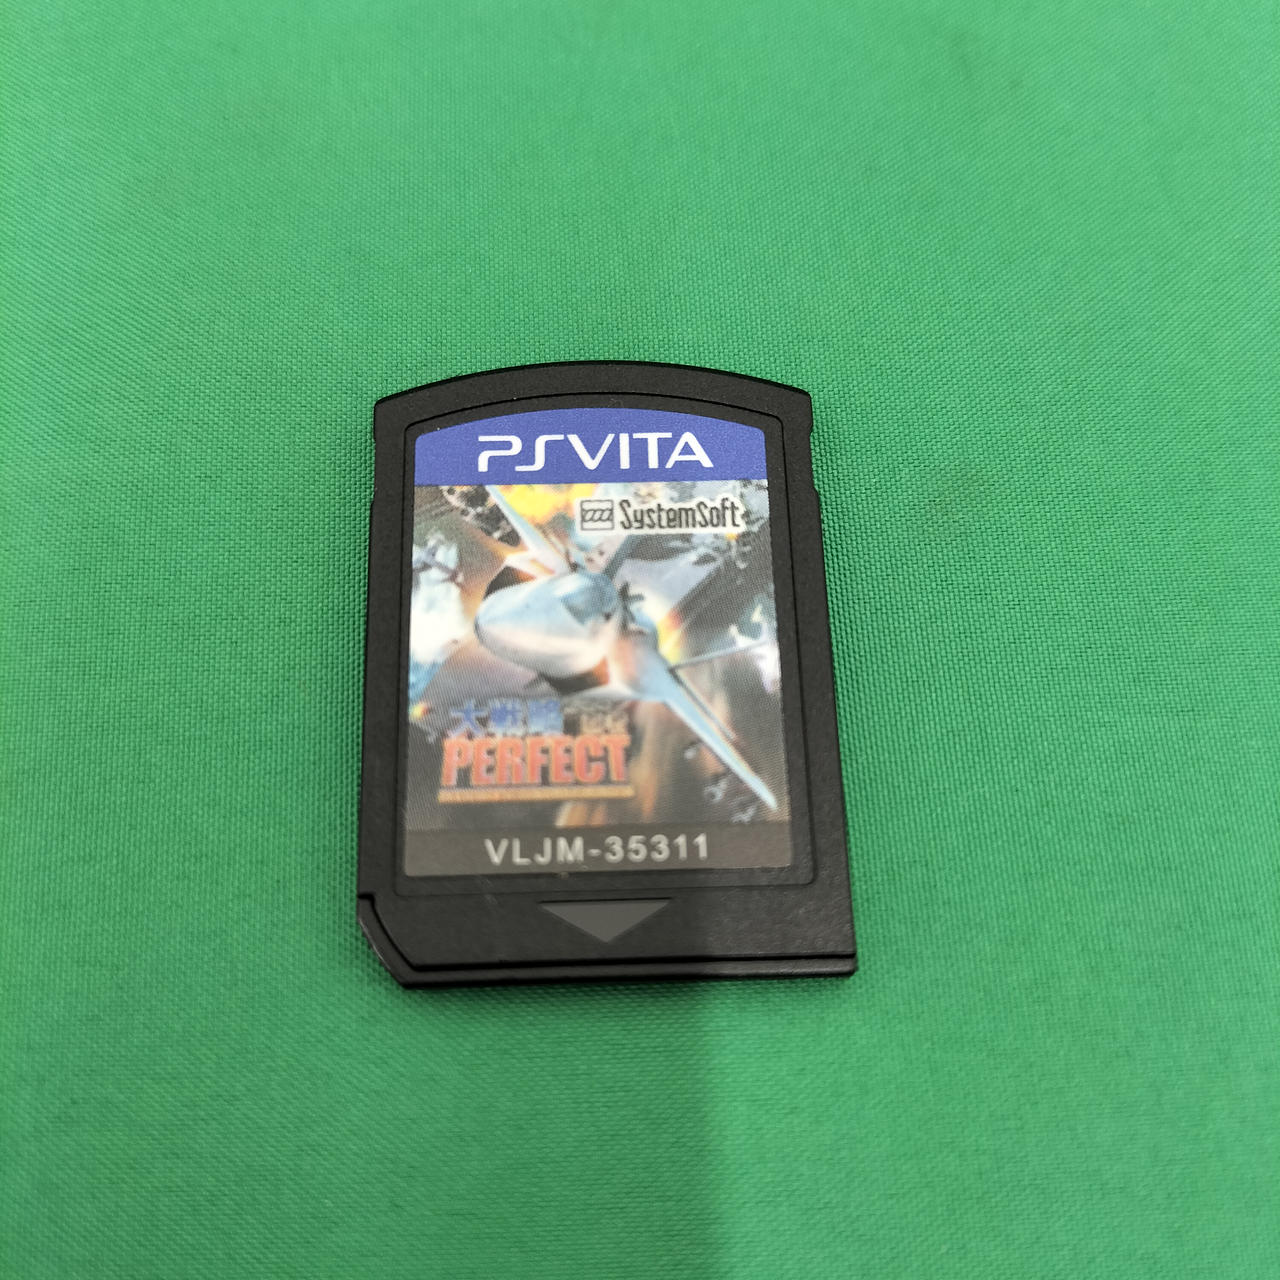 PSVITA
SystemSoft
大戦略
PERFECT
VLJM-35311